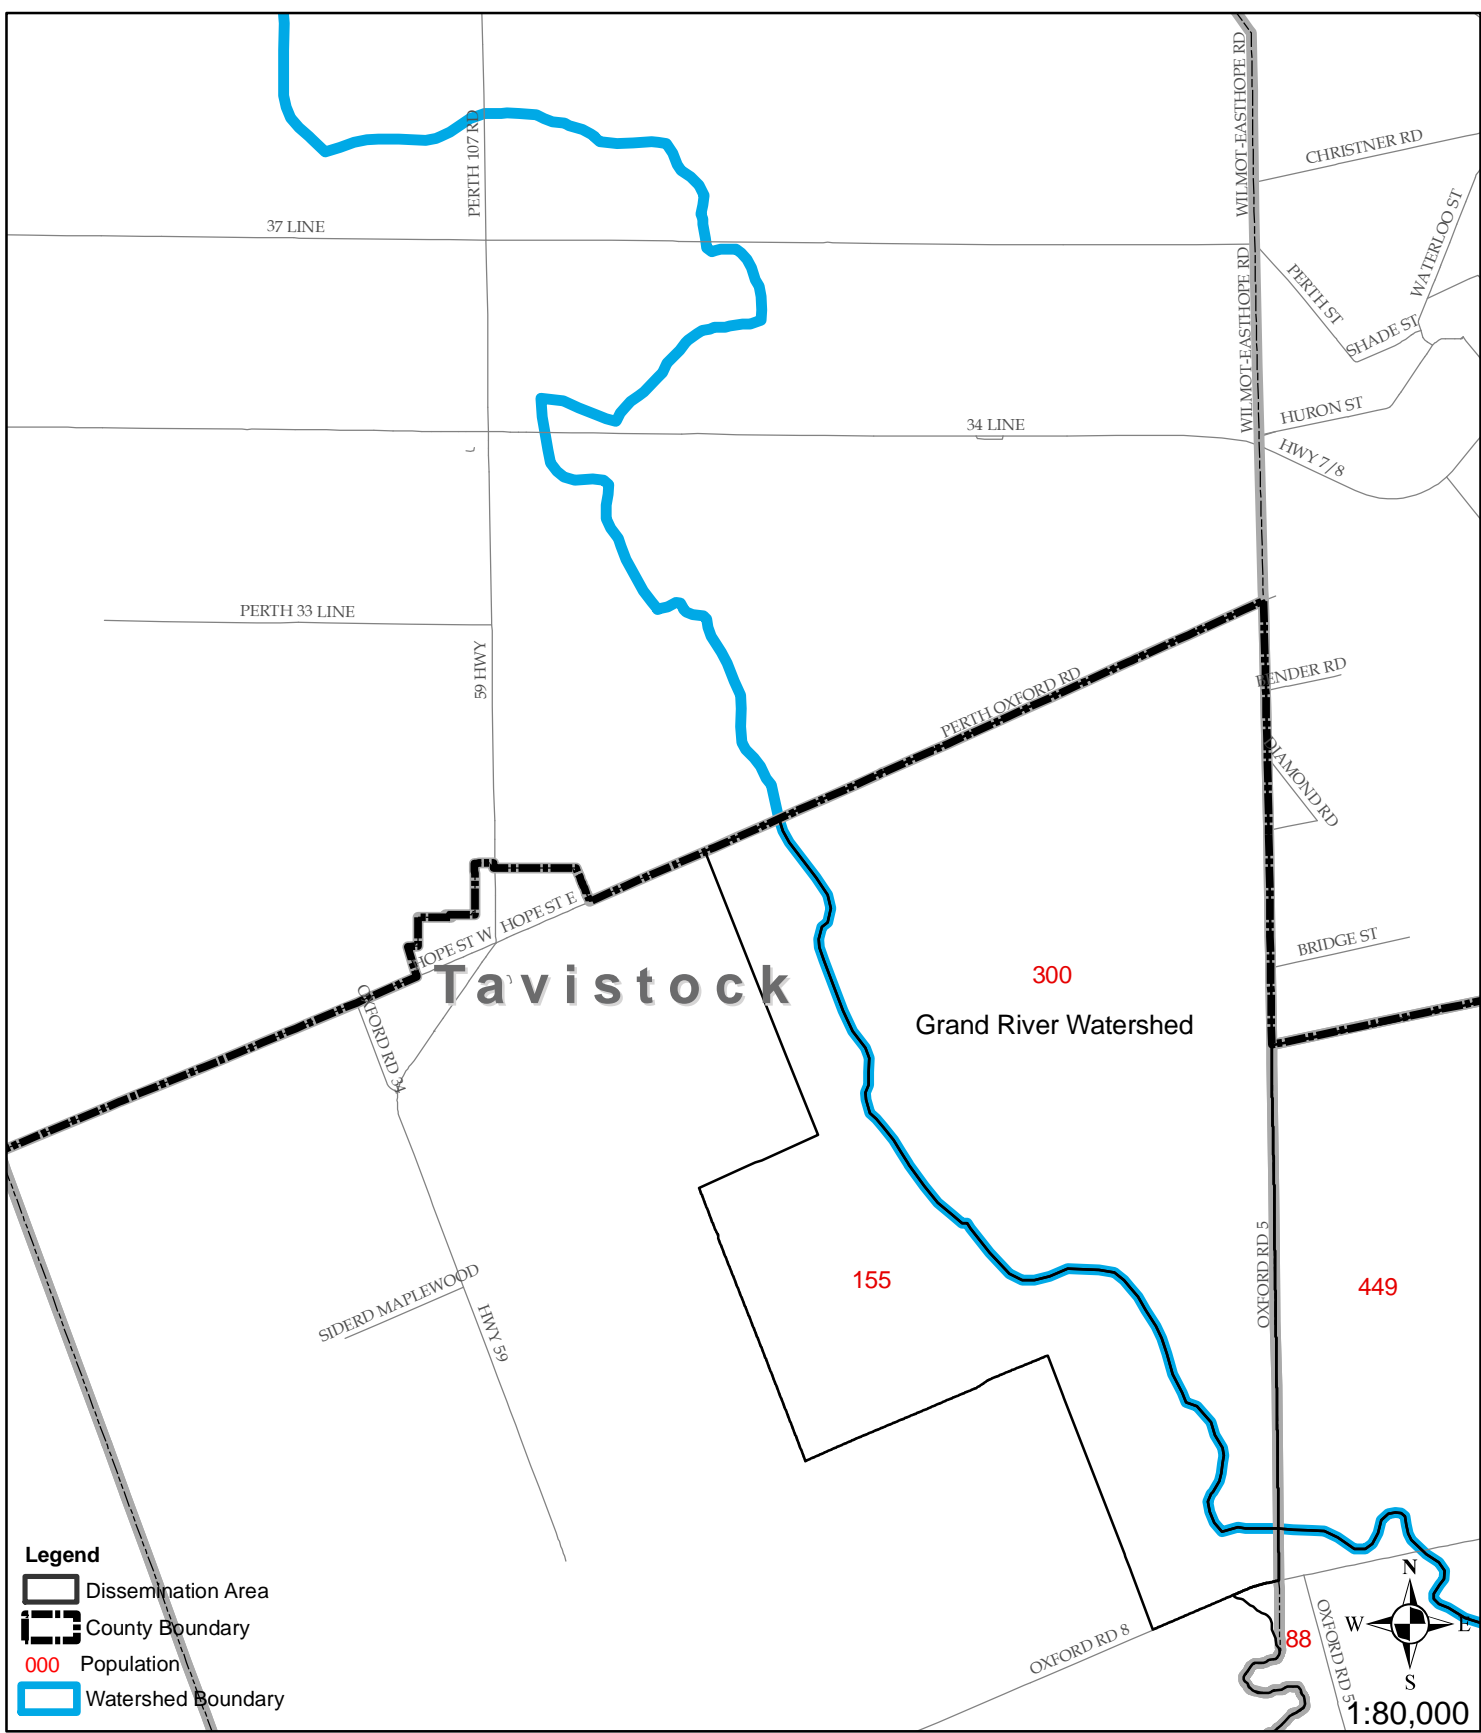 WILMOT-EASTHOPE RD
CHRISTNER RD
PERTH 107 RD
WATERLOO ST
37 LINE
WILMOT-EASTHOPE RD
PERTH ST
SHADE ST
HURON ST
34 LINE
HWY 7/8
PERTH 33 LINE
59 HWY
BENDER RD
PERTH OXFORD RD
DIAMOND RD
HOPE ST E
HOPE ST W
BRIDGE ST
Tavistock
300
Grand River Watershed
OXFORD RD 34
OXFORD RD 5
155
449
SIDERD MAPLEWOOD
HWY 59
Legend
Dissemination Area
County Boundary
000 Population
Watershed Boundary
OXFORD RD 8
88
OXFORD RD 5
N
W E
S
1:80,000